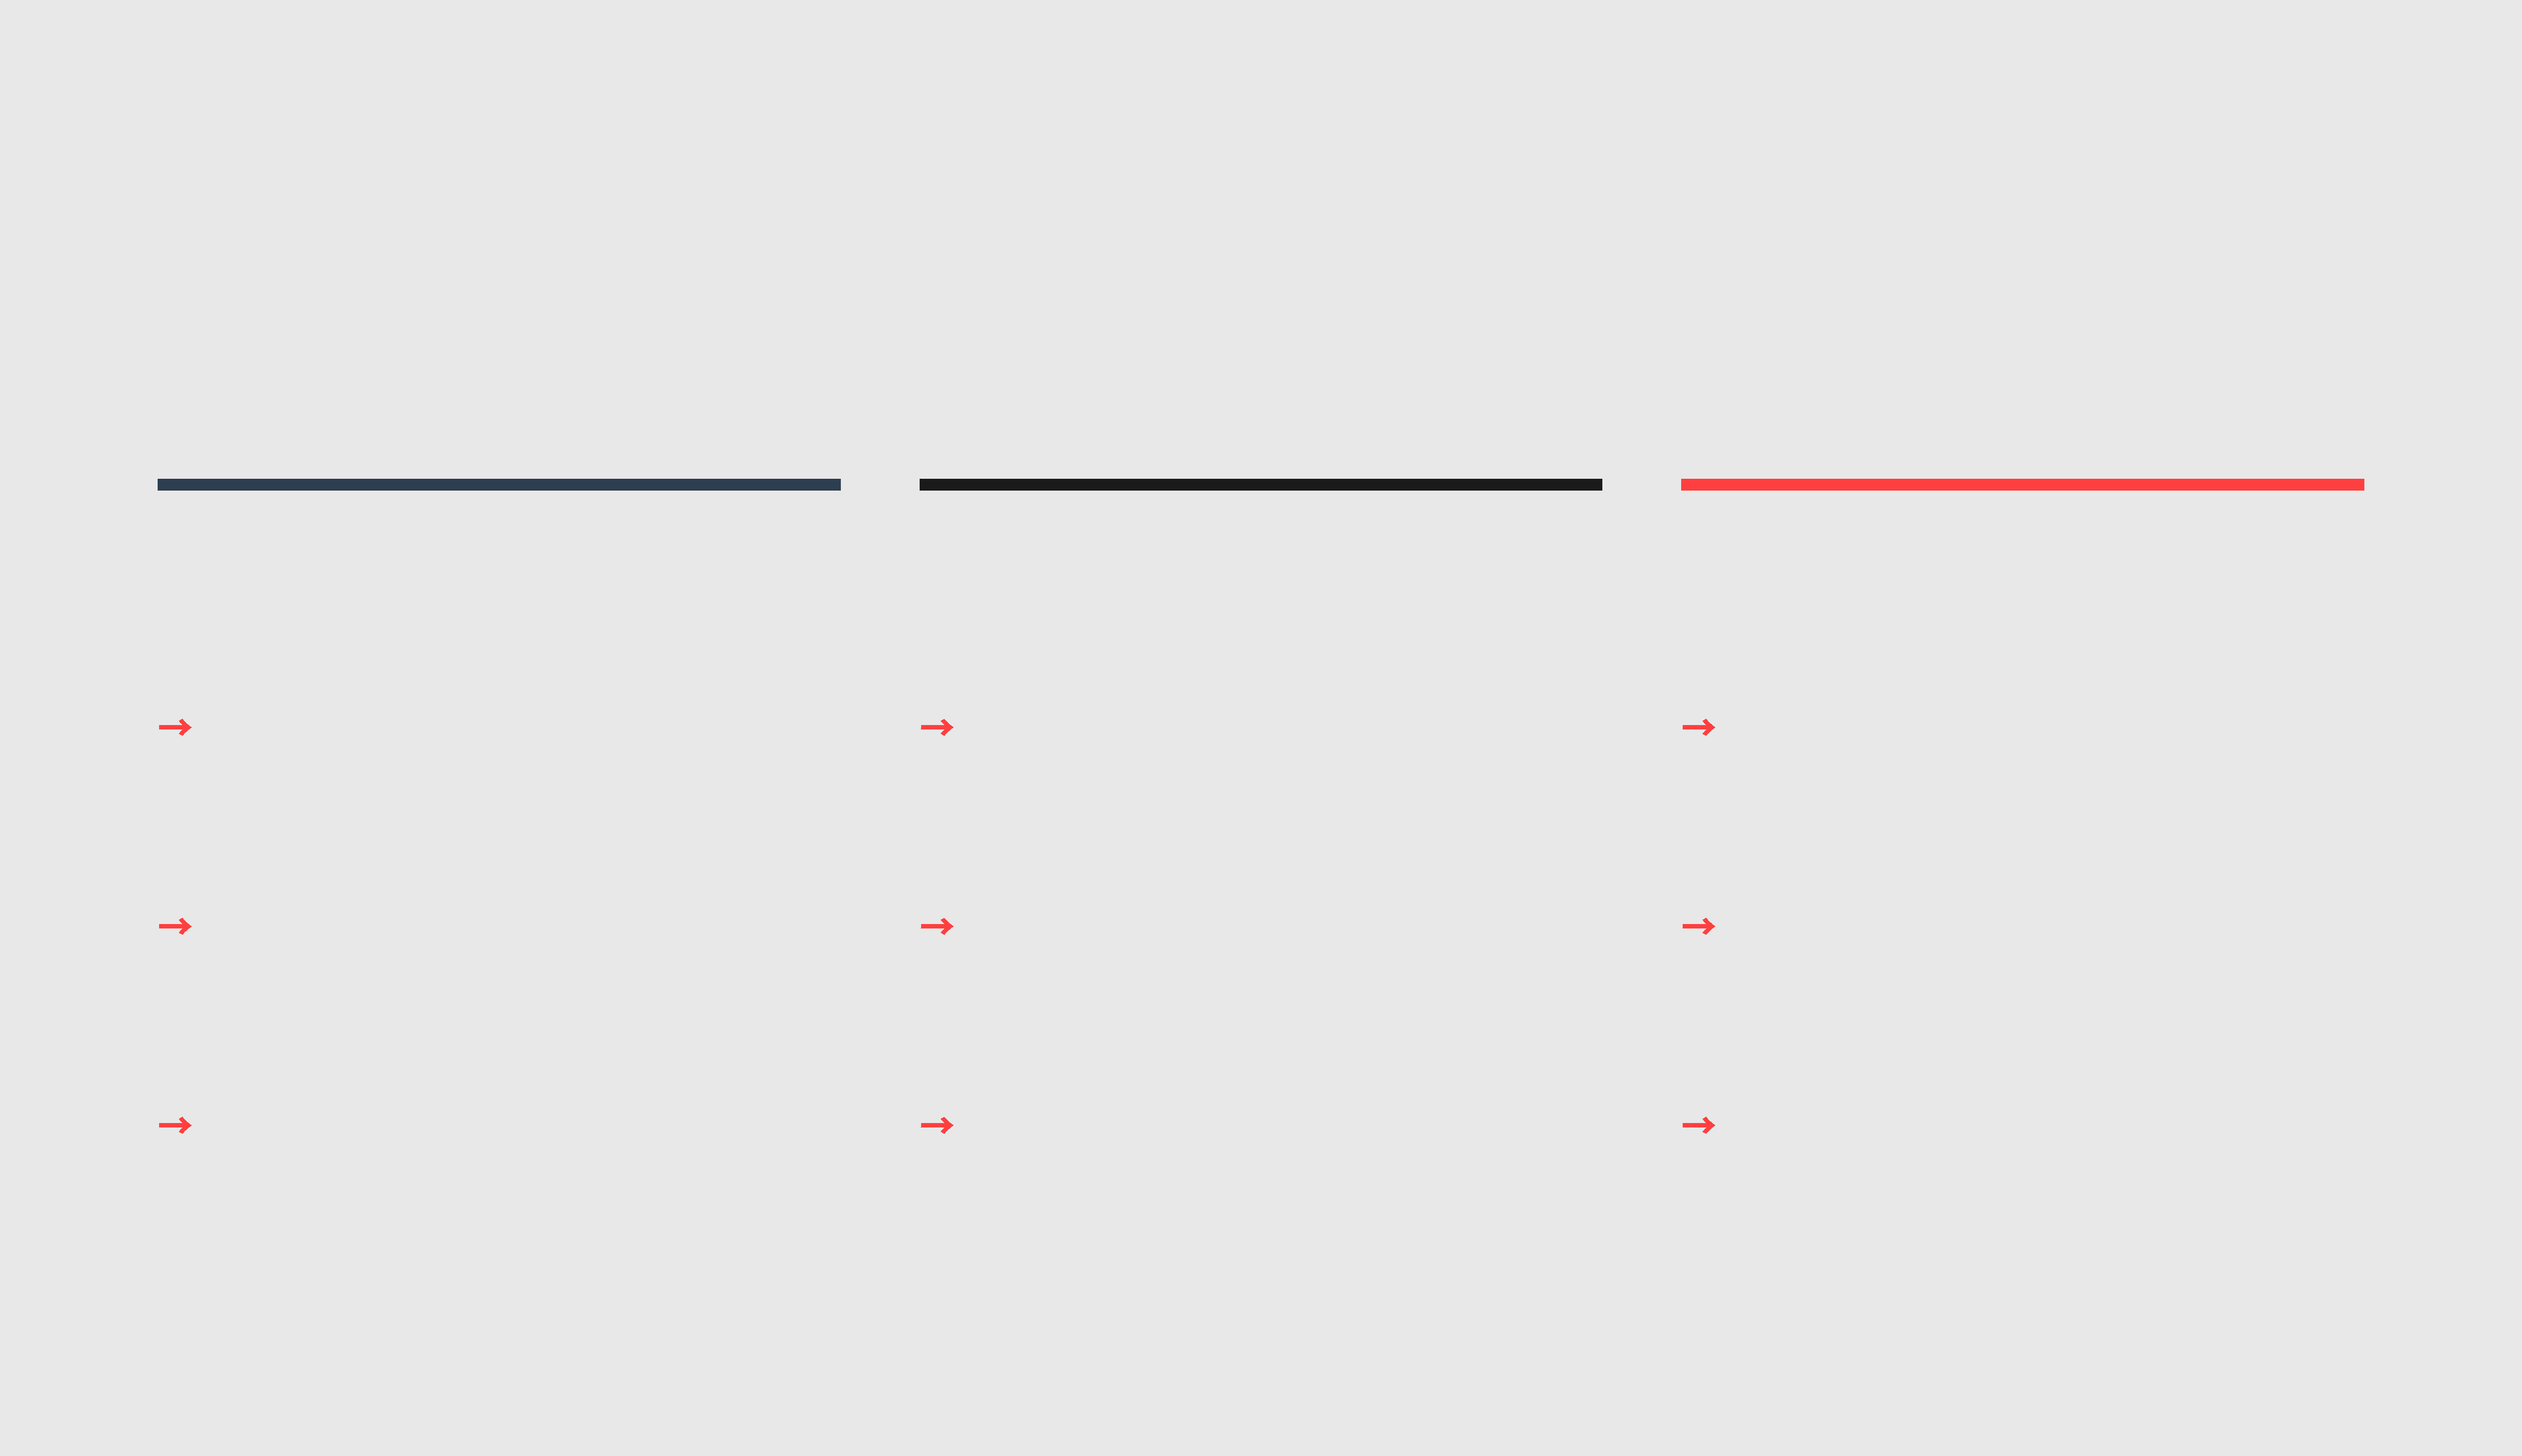 → → →
→ → →
→ → →